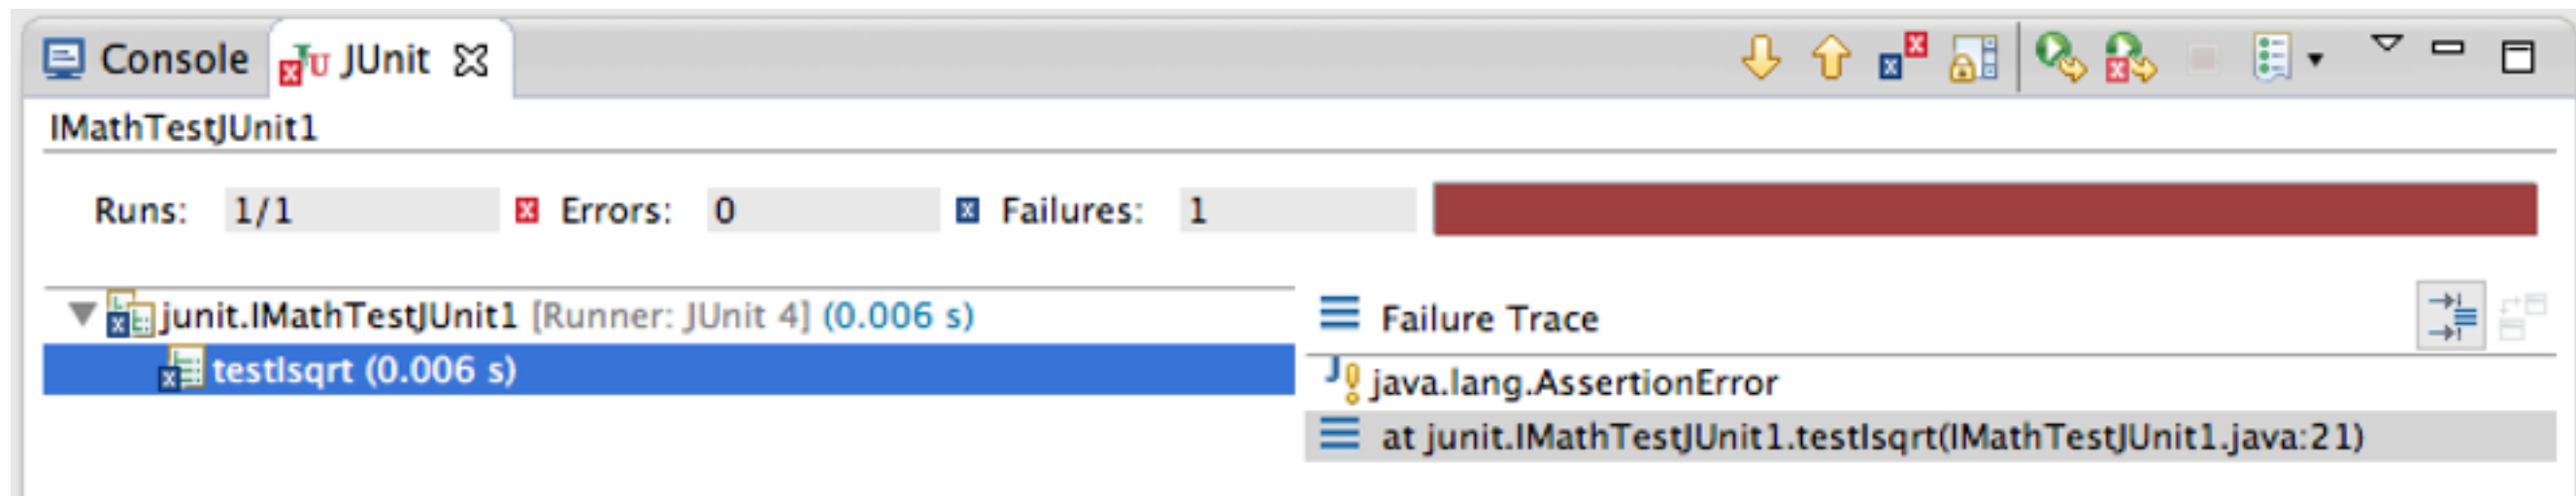 Console JUnit
IMathTestJUnit1
Runs: 1/1 Errors: 0 Failures: 1
junit.IMathTestJUnit1 [Runner: JUnit 4] (0.006 s)
testIsqrt (0.006 s)
Failure Trace
java.lang.AssertionError
at junit.IMathTestJUnit1.testIsqrt(IMathTestJUnit1.java:21)